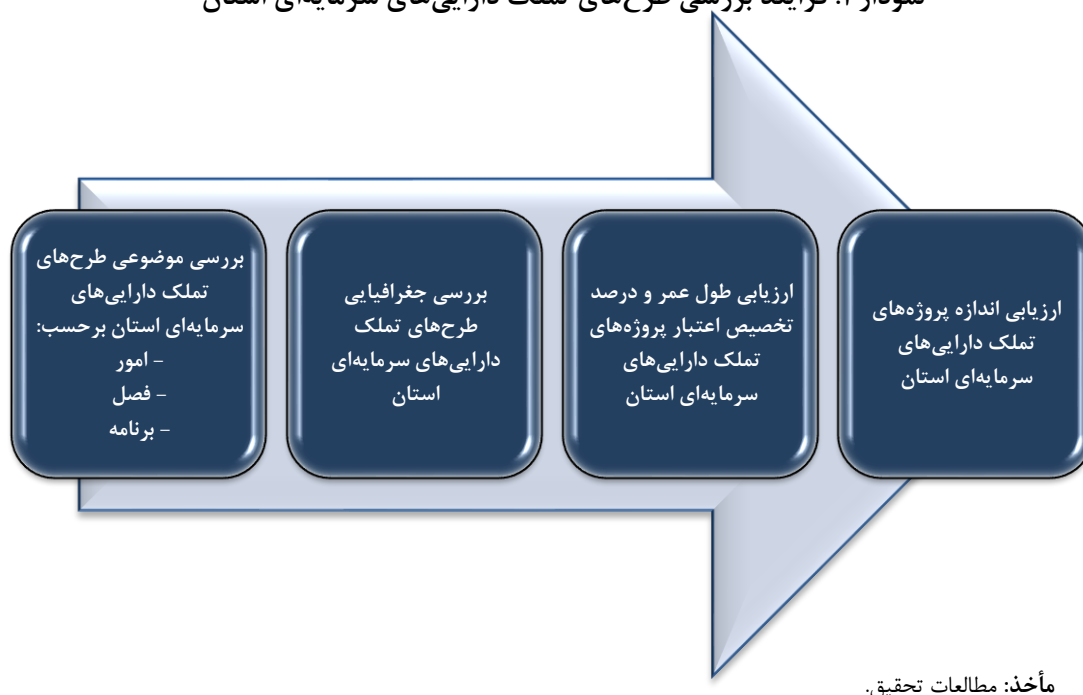 نمودار ۱. فرایند بررسی طرح‌های تملک دارایی‌های سرمایه‌ای استان
بررسی موضوعی طرح‌های
تملک دارایی‌های
سرمایه‌ای استان برحسب:
- امور
- فصل
- برنامه
بررسی جغرافیایی
طرح‌های تملک
دارایی‌های سرمایه‌ای
استان
ارزیابی طول عمر و درصد
تخصیص اعتبار پروژه‌های
تملک دارایی‌های
سرمایه‌ای استان
ارزیابی اندازه پروژه‌های
تملک دارایی‌های
سرمایه‌ای استان
مأخذ: مطالعات تحقیق.